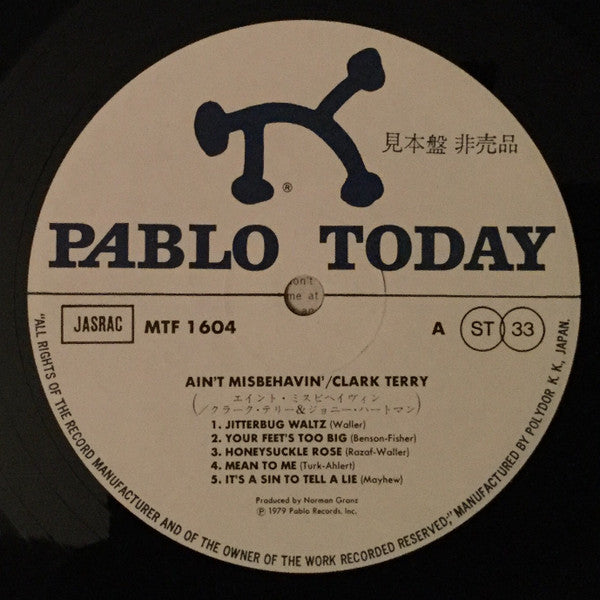 見本盤 非売品
®
PABLO TODAY
on't
me at
JASRAC MTF 1604 A ST 33
AIN'T MISBEHAVIN'/CLARK TERRY
(エイント・ミスビヘイヴィン
/クラーク・テリー&ジョニー・ハートマン)
1. JITTERBUG WALTZ (Waller)
2. YOUR FEET'S TOO BIG (Benson-Fisher)
3. HONEYSUCKLE ROSE (Razaf-Waller)
4. MEAN TO ME (Turk-Ahlert)
5. IT'S A SIN TO TELL A LIE (Mayhew)
Produced by Norman Granz
℗ 1979 Pablo Records, Inc.
"ALL RIGHTS OF THE RECORD MANUFACTURER AND OF THE OWNER OF THE WORK RECORDED RESERVED;" MANUFACTURED BY POLYDOR K.K., JAPAN.